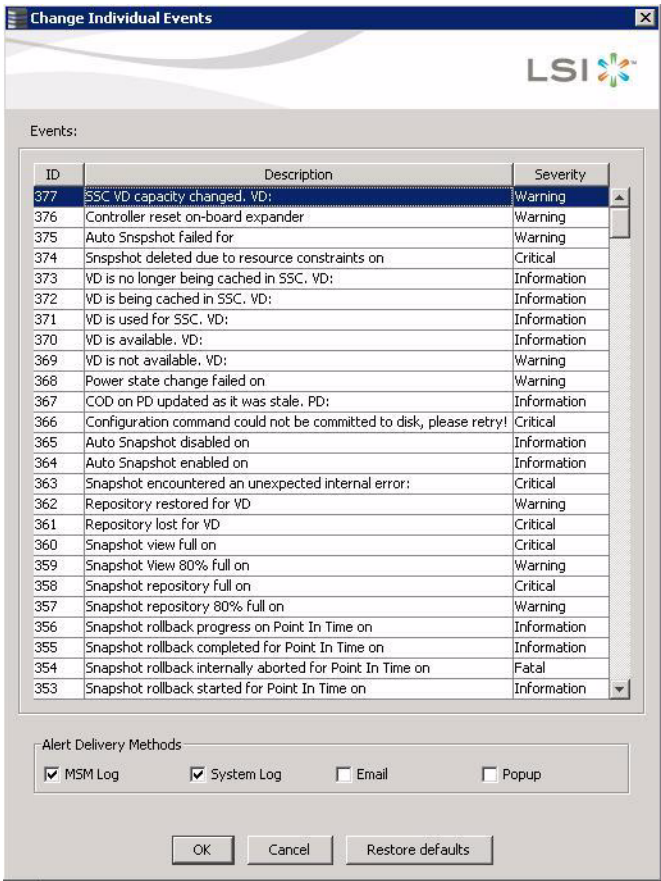 Change Individual Events
LSI
Events:
ID Description Severity
377 SSC VD capacity changed. VD: Warning
376 Controller reset on-board expander Warning
375 Auto Snspshot failed for Warning
374 Snspshot deleted due to resource constraints on Critical
373 VD is no longer being cached in SSC. VD: Information
372 VD is being cached in SSC. VD: Information
371 VD is used for SSC. VD: Information
370 VD is available. VD: Information
369 VD is not available. VD: Warning
368 Power state change failed on Warning
367 COD on PD updated as it was stale. PD: Information
366 Configuration command could not be committed to disk, please retry! Critical
365 Auto Snapshot disabled on Information
364 Auto Snapshot enabled on Information
363 Snapshot encountered an unexpected internal error: Critical
362 Repository restored for VD Warning
361 Repository lost for VD Critical
360 Snapshot view full on Critical
359 Snapshot View 80% full on Warning
358 Snapshot repository full on Critical
357 Snapshot repository 80% full on Warning
356 Snapshot rollback progress on Point In Time on Information
355 Snapshot rollback completed for Point In Time on Information
354 Snapshot rollback internally aborted for Point In Time on Fatal
353 Snapshot rollback started for Point In Time on Information
Alert Delivery Methods
MSM Log System Log Email Popup
OK Cancel Restore defaults